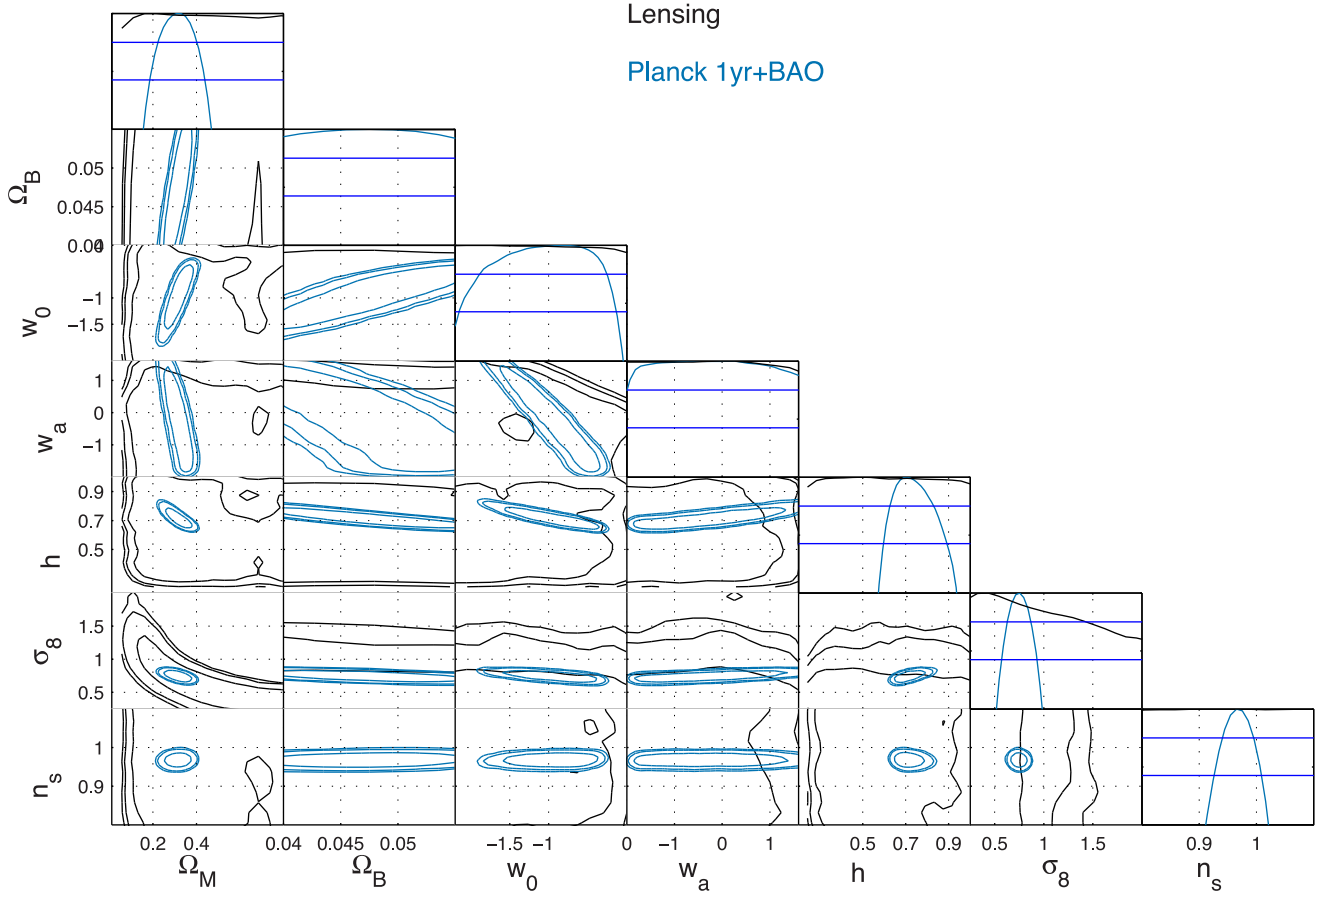 Lensing
Planck 1yr+BAO
0.05
0.045
Ω_B
0.04
0
−1
−1.5
w_0
1
0
−1
w_a
0.9
0.7
0.5
h
1.5
1
0.5
σ_8
1
0.9
n_s
0.2 0.4 0.04 0.045 0.05 −1.5 −1 0 −1 0 1 0.5 0.7 0.9 0.5 1 1.5 0.9 1
Ω_M Ω_B w_0 w_a h σ_8 n_s